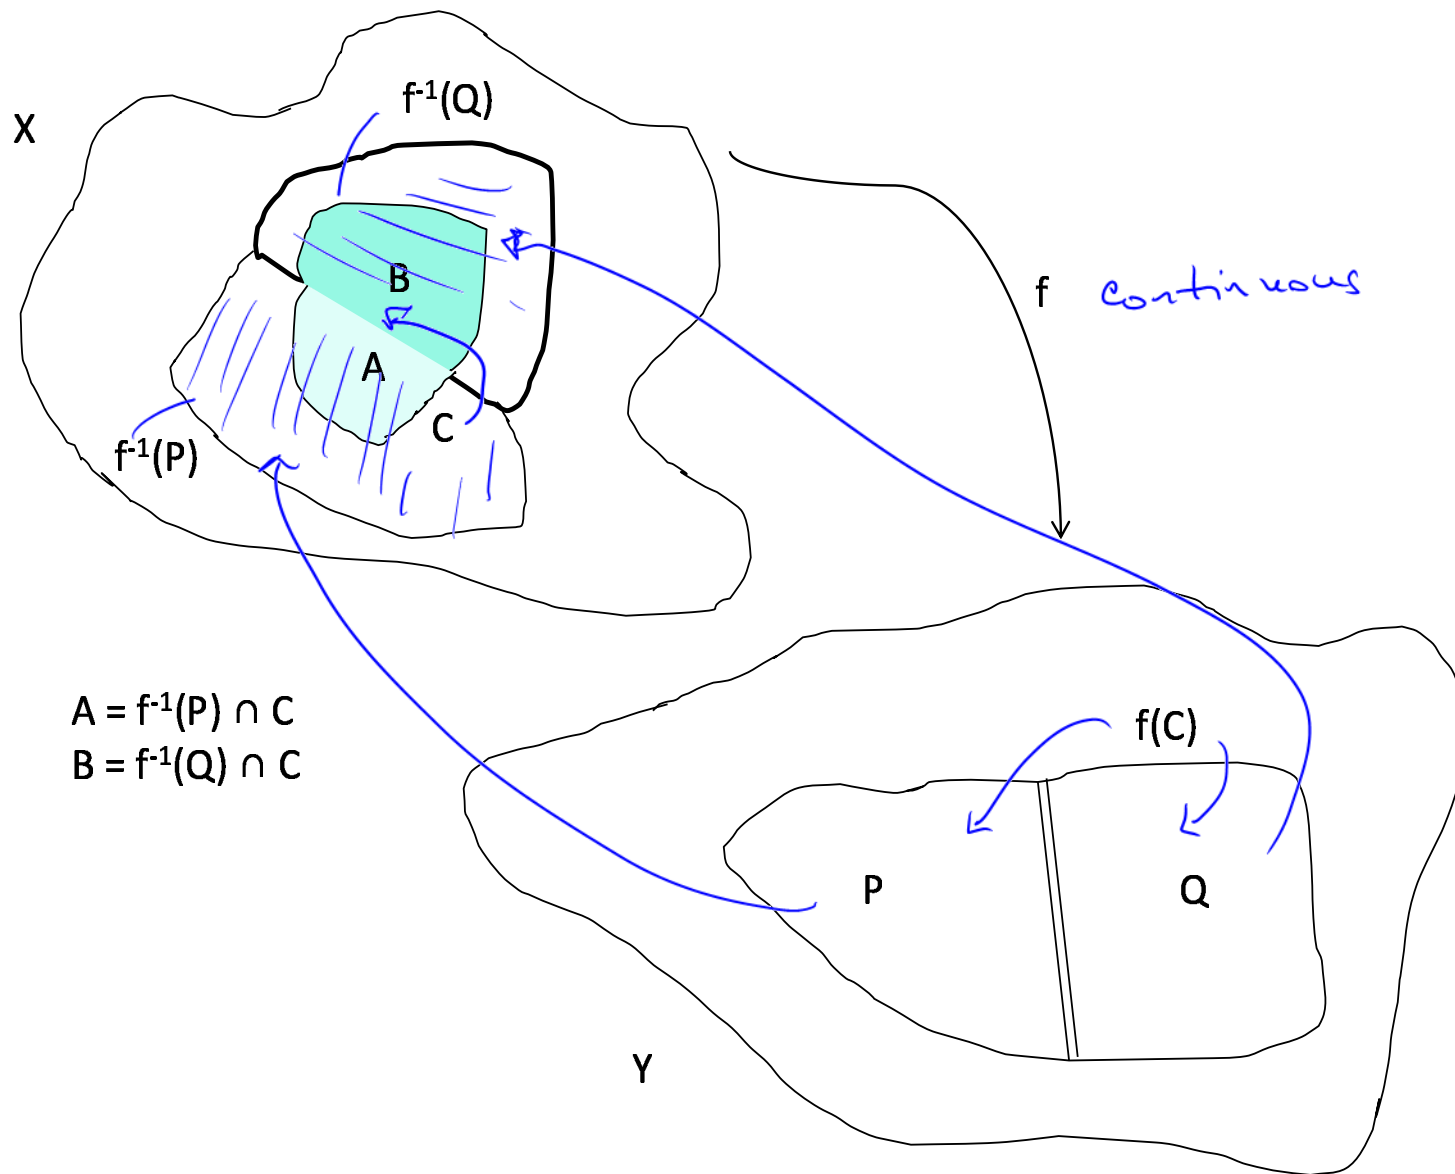 X
f⁻¹(Q)
B
f continuous
A
C
f⁻¹(P)
A = f⁻¹(P) ∩ C
B = f⁻¹(Q) ∩ C
f(C)
P
Q
Y